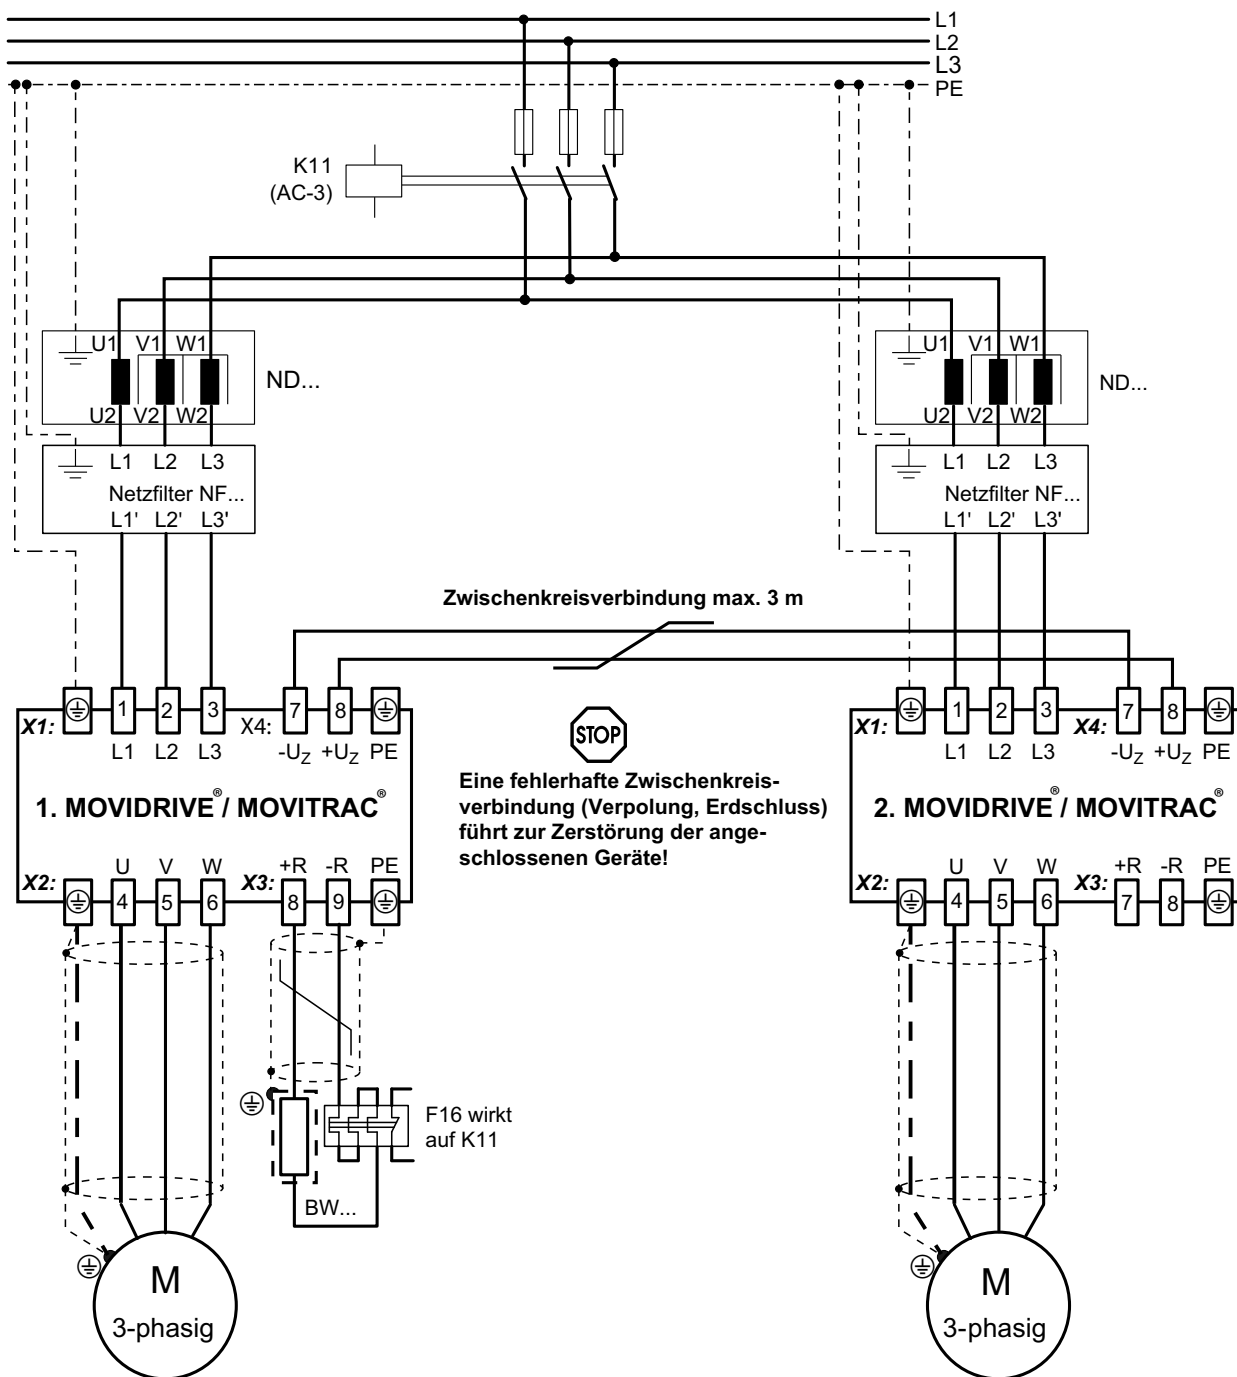 L1
L2
L3
PE
K11
(AC-3)
U1 V1 W1
ND...
U2 V2 W2
U1 V1 W1
ND...
U2 V2 W2
L1 L2 L3
Netzfilter NF...
L1' L2' L3'
L1 L2 L3
Netzfilter NF...
L1' L2' L3'
Zwischenkreisverbindung max. 3 m
X1: 1 2 3 X4: 7 8
L1 L2 L3 -UZ +UZ PE
1. MOVIDRIVE® / MOVITRAC®
U V W +R -R PE
X2: 4 5 6 X3: 8 9
STOP
Eine fehlerhafte Zwischenkreis-
verbindung (Verpolung, Erdschluss)
führt zur Zerstörung der ange-
schlossenen Geräte!
X1: 1 2 3 X4: 7 8
L1 L2 L3 -UZ +UZ PE
2. MOVIDRIVE® / MOVITRAC®
U V W +R -R PE
X2: 4 5 6 X3: 7 8
F16 wirkt
auf K11
BW...
M
3-phasig
M
3-phasig